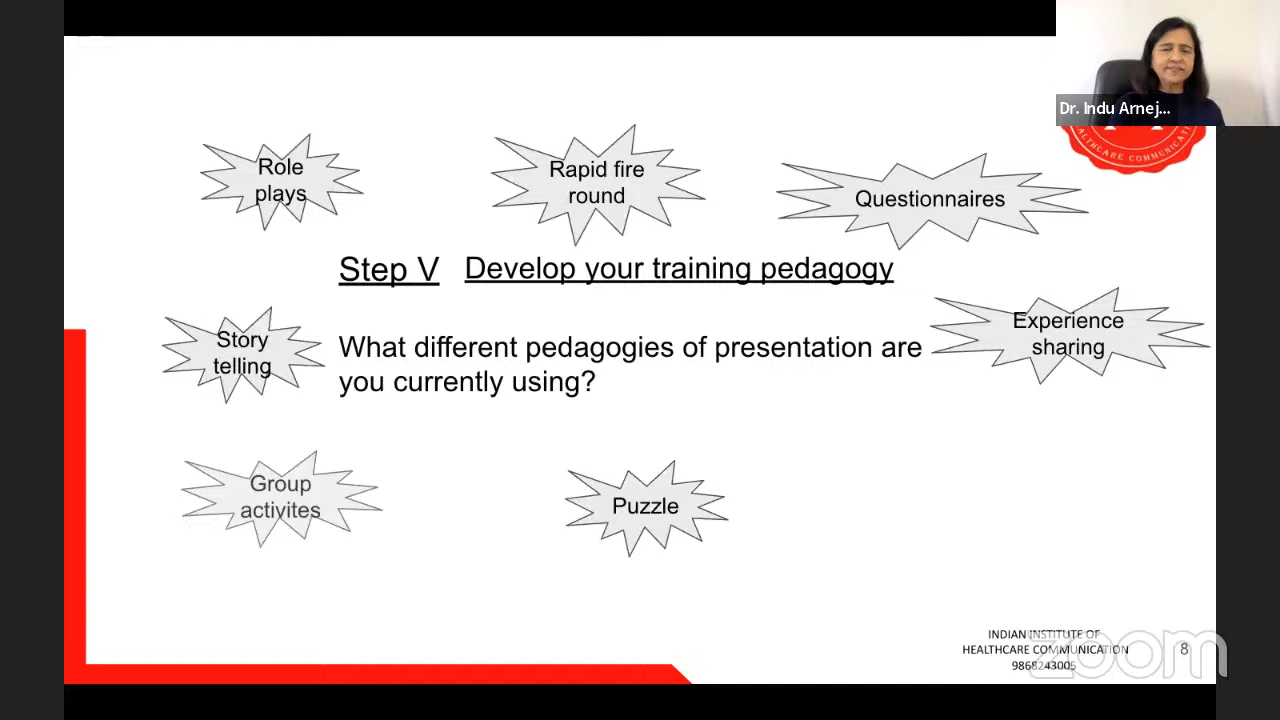 Dr. Indu Arnej...
HEALTHCARE COMMUNICATION
Role
plays
Rapid fire
round
Questionnaires
Step V Develop your training pedagogy
Experience
sharing
Story
telling
What different pedagogies of presentation are
you currently using?
Group
activites
Puzzle
INDIAN INSTITUTE OF
HEALTHCARE COMMUNICATION
9868243005
8
zoom